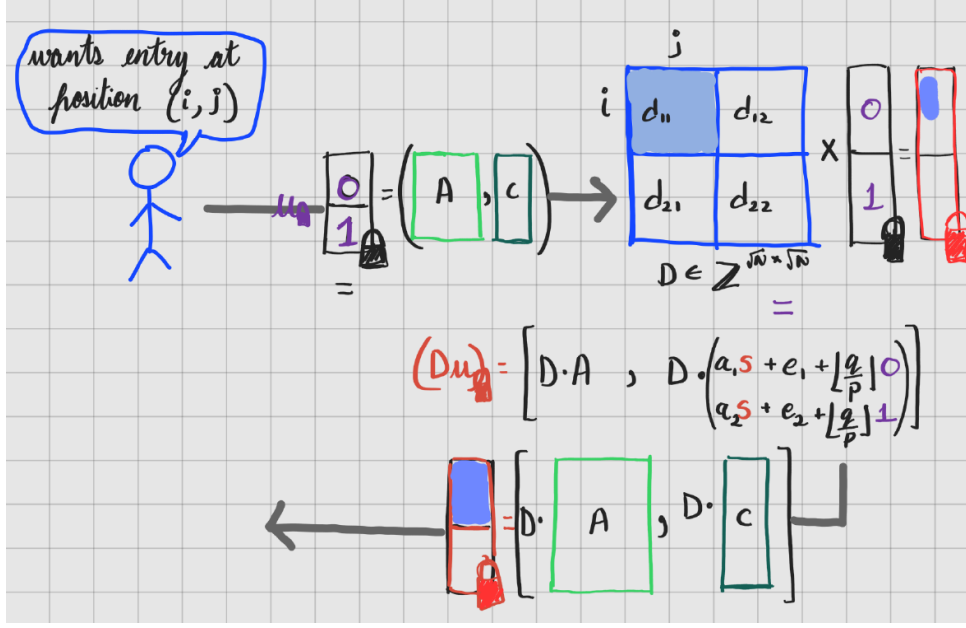 wants entry at
position (i, j)
j
i
d₁₁ d₁₂
d₂₁ d₂₂
×
0
1
=
u
0
1
= (A, c)
=
D ∈ Z^{√N × √N}
=
(Du) = [D·A , D·(a₁s + e₁ + ⌊q/p⌋0
a₂s + e₂ + ⌊q/p⌋1)]
= [D· A , D· c]